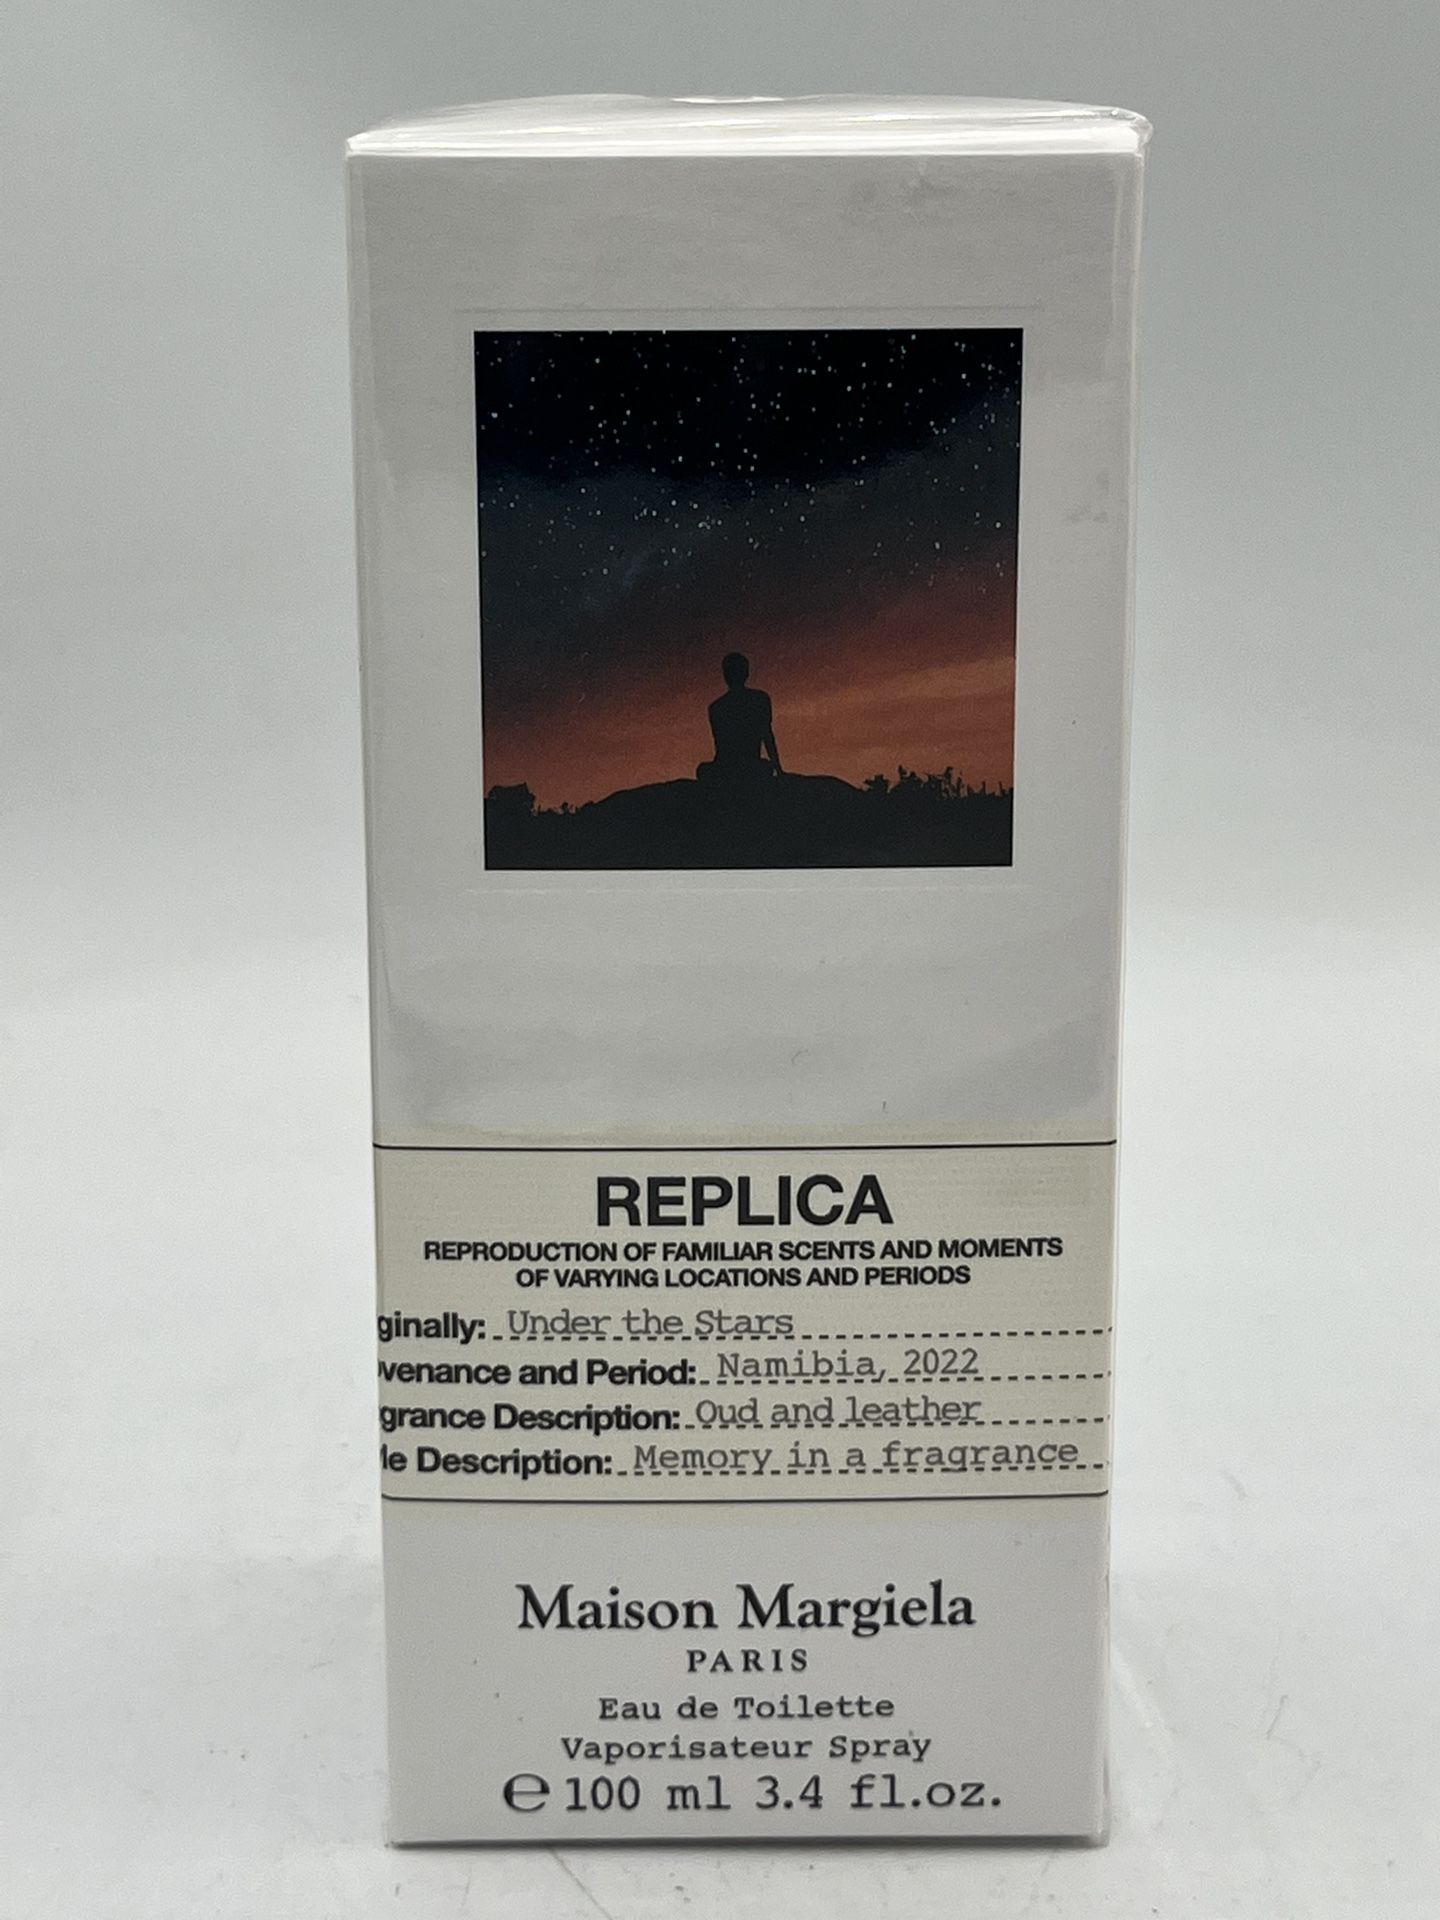 REPLICA
REPRODUCTION OF FAMILIAR SCENTS AND MOMENTS
OF VARYING LOCATIONS AND PERIODS
ginally: Under the Stars
venance and Period: Namibia, 2022
grance Description: Oud and leather
le Description: Memory in a fragrance
Maison Margiela
PARIS
Eau de Toilette
Vaporisateur Spray
℮ 100 ml 3.4 fl.oz.